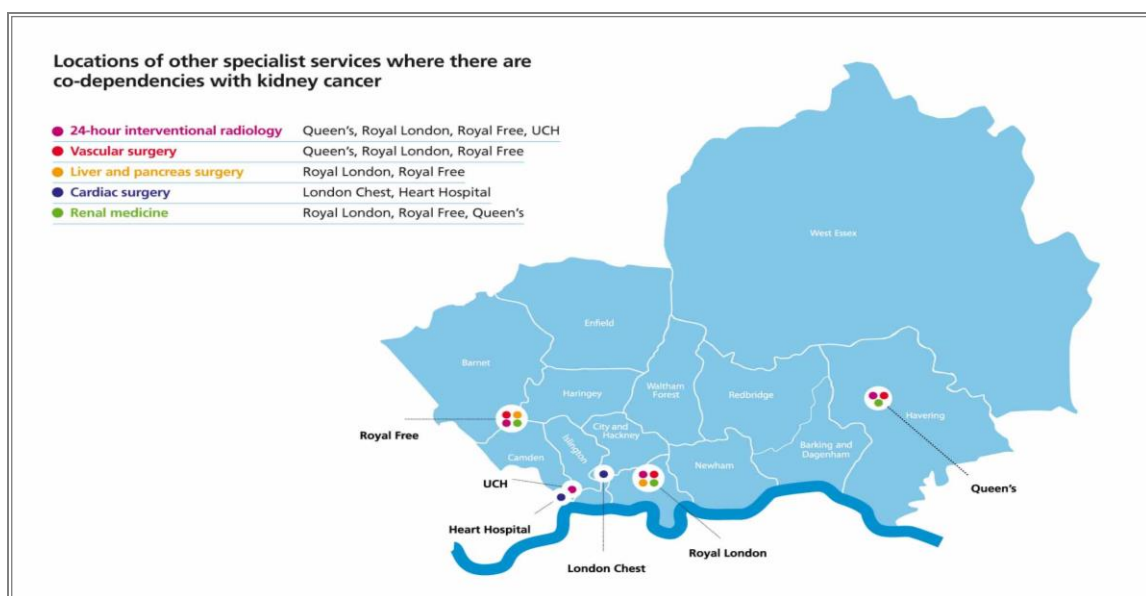 Locations of other specialist services where there are
co-dependencies with kidney cancer
24-hour interventional radiology Queen's, Royal London, Royal Free, UCH
Vascular surgery Queen's, Royal London, Royal Free
Liver and pancreas surgery Royal London, Royal Free
Cardiac surgery London Chest, Heart Hospital
Renal medicine Royal London, Royal Free, Queen's
West Essex
Enfield
Barnet
Haringey
Waltham
Forest
Redbridge
Havering
Royal Free
City and
Hackney
Islington
Camden
Barking and
Dagenham
Newham
UCH
Queen's
Heart Hospital
Royal London
London Chest